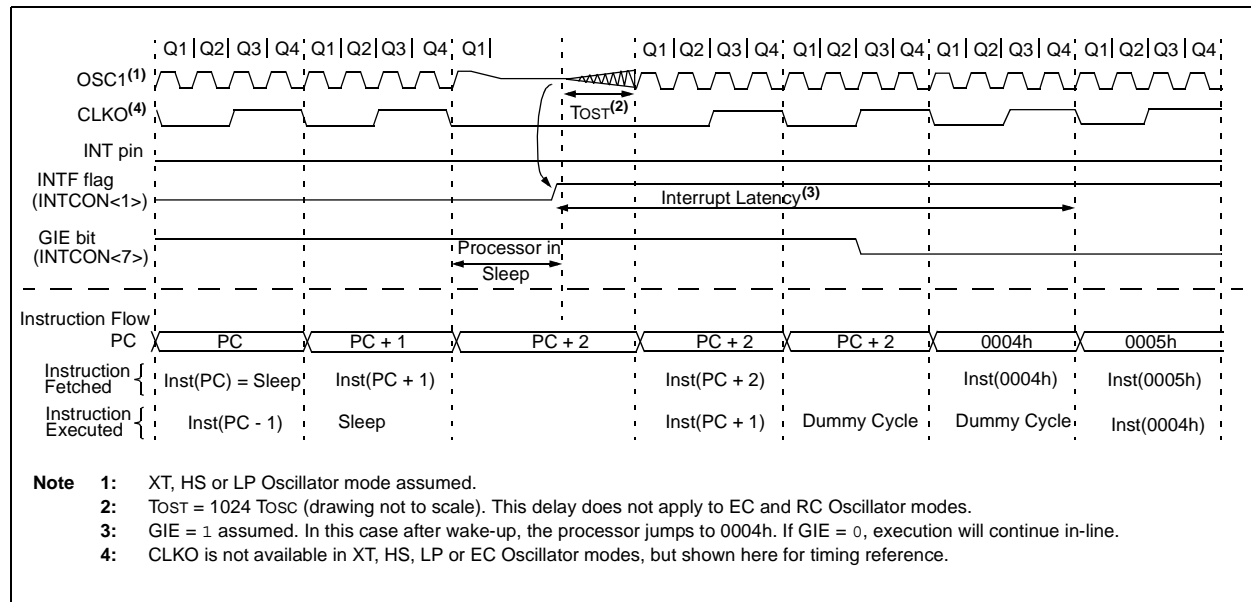 Q1 Q2 Q3 Q4 Q1 Q2 Q3 Q4 Q1 Q1 Q2 Q3 Q4 Q1 Q2 Q3 Q4 Q1 Q2 Q3 Q4 Q1 Q2 Q3 Q4
OSC1(1)
CLKO(4)
TOST(2)
INT pin
INTF flag
(INTCON<1>)
Interrupt Latency(3)
GIE bit
(INTCON<7>)
Processor in
Sleep
Instruction Flow
PC PC PC + 1 PC + 2 PC + 2 PC + 2 0004h 0005h
Instruction
Fetched
Inst(PC) = Sleep Inst(PC + 1) Inst(PC + 2) Inst(0004h) Inst(0005h)
Instruction
Executed
Inst(PC - 1) Sleep Inst(PC + 1) Dummy Cycle Dummy Cycle Inst(0004h)
Note 1: XT, HS or LP Oscillator mode assumed.
2: TOST = 1024 TOSC (drawing not to scale). This delay does not apply to EC and RC Oscillator modes.
3: GIE = 1 assumed. In this case after wake-up, the processor jumps to 0004h. If GIE = 0, execution will continue in-line.
4: CLKO is not available in XT, HS, LP or EC Oscillator modes, but shown here for timing reference.